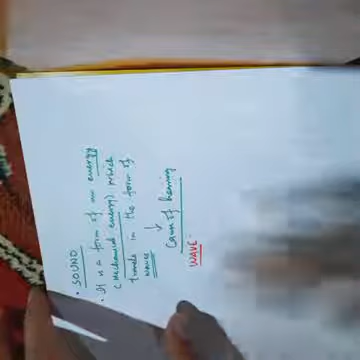 • SOUND
• It is a form of an energy
( Mechanical energy) which
travels in the form of
waves
↓
Cause of hearing
WAVE: